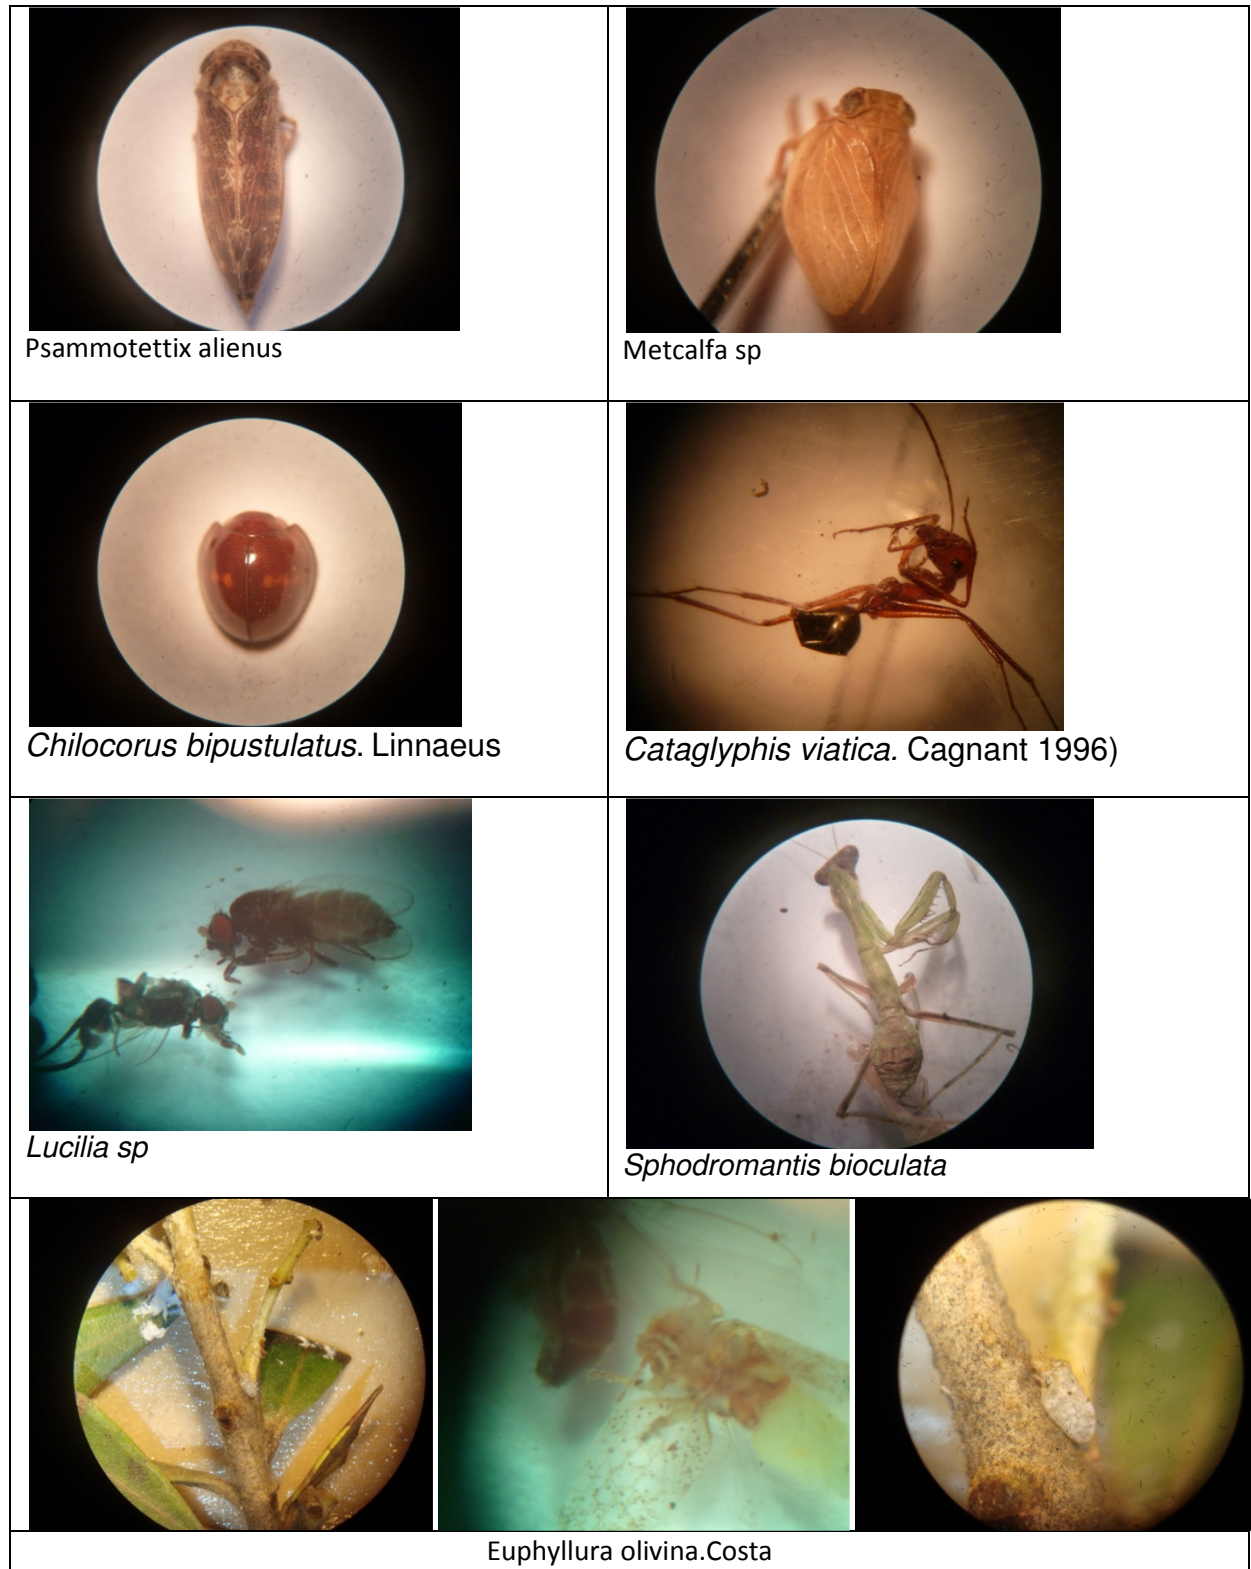 Psammotettix alienus
Metcalfa sp
Chilocorus bipustulatus. Linnaeus
Cataglyphis viatica. Cagnant 1996)
Lucilia sp
Sphodromantis bioculata
Euphyllura olivina.Costa